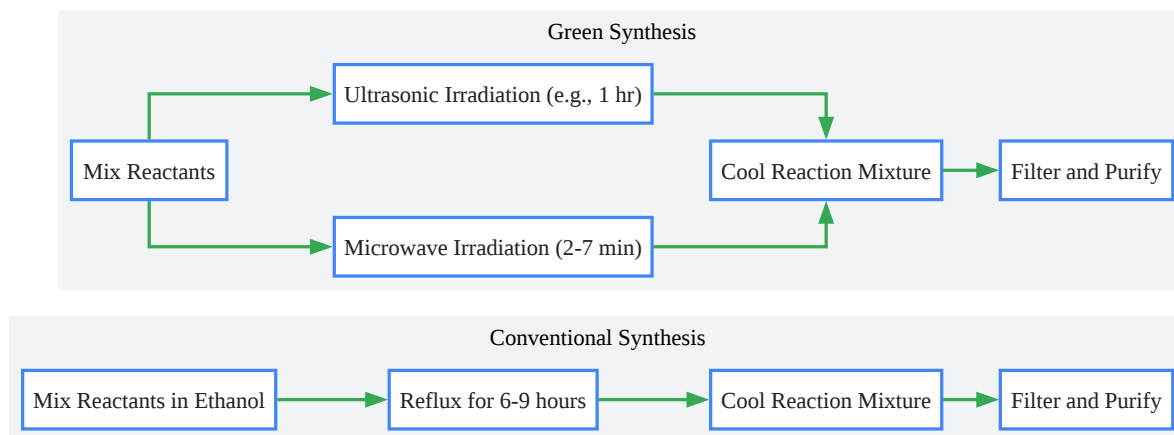 Green Synthesis
Ultrasonic Irradiation (e.g., 1 hr)
Mix Reactants
Cool Reaction Mixture
Filter and Purify
Microwave Irradiation (2-7 min)
Conventional Synthesis
Mix Reactants in Ethanol
Reflux for 6-9 hours
Cool Reaction Mixture
Filter and Purify